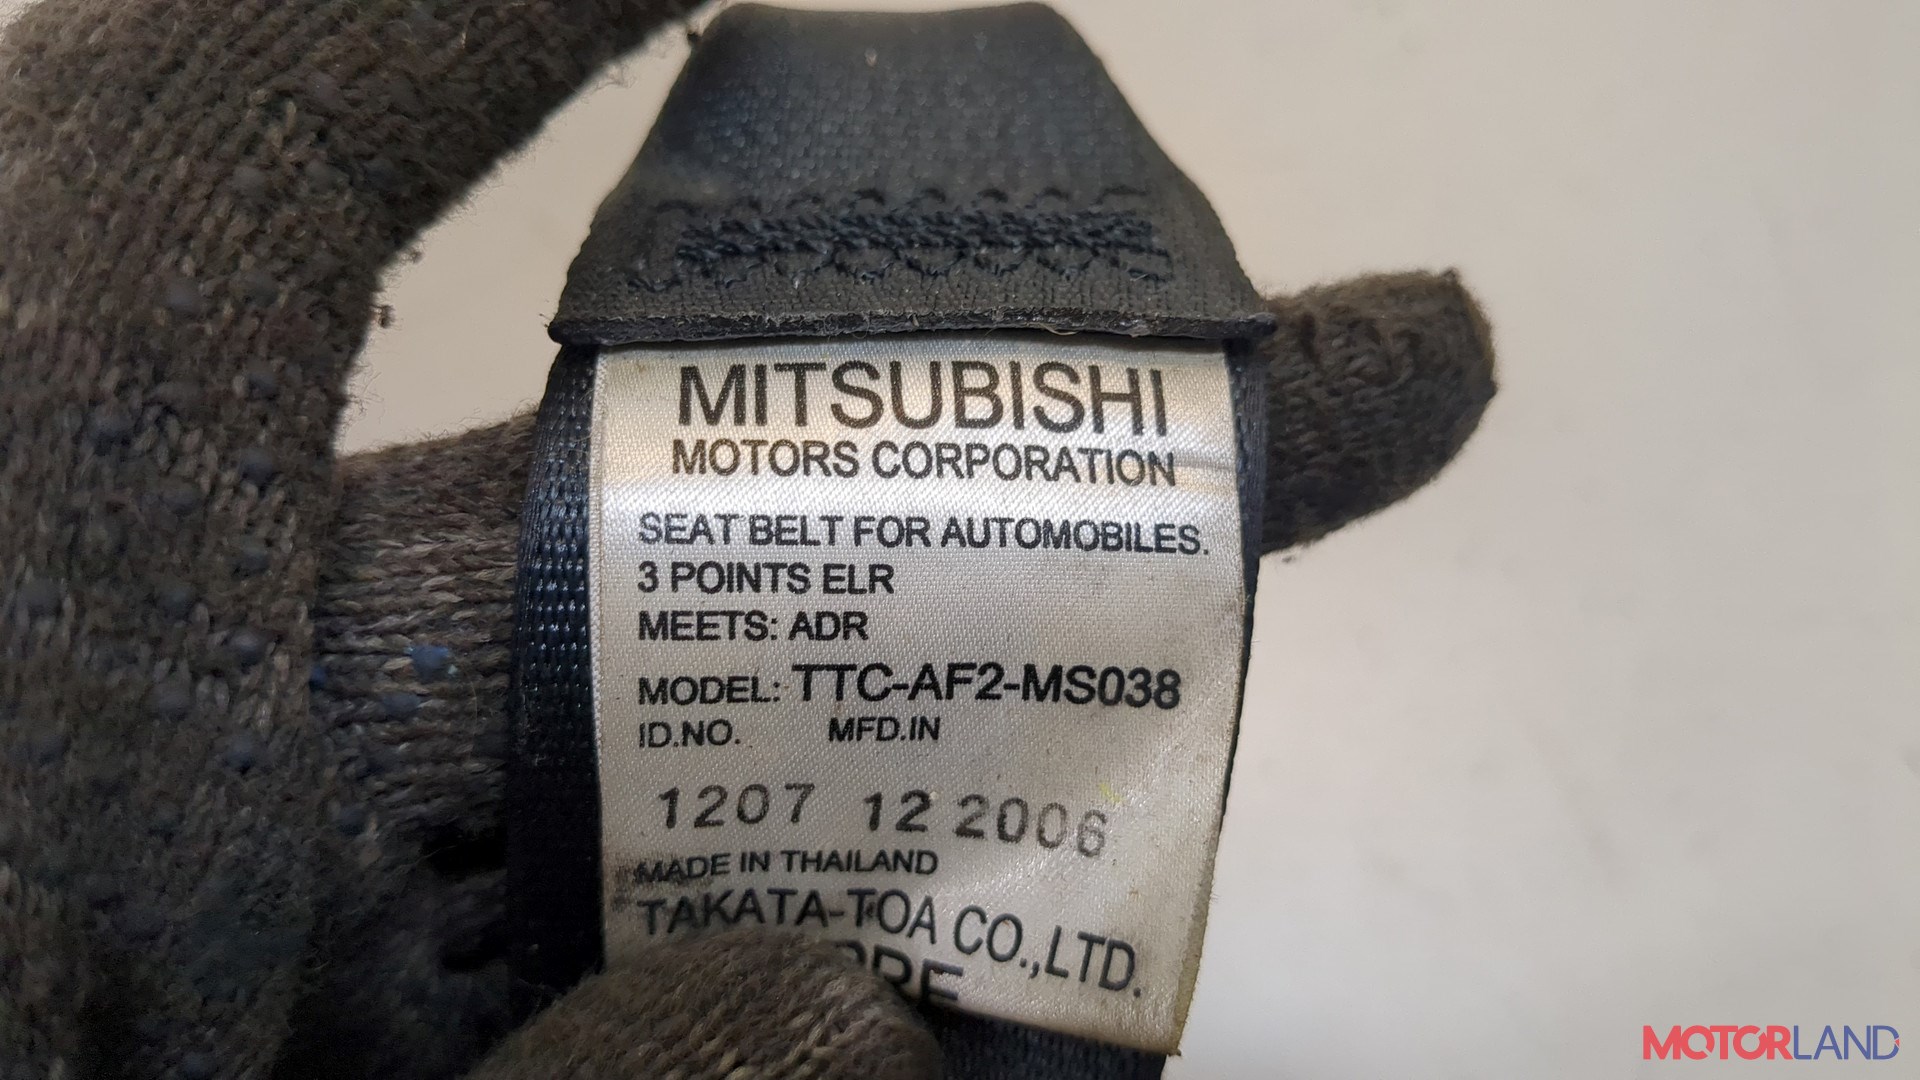 MITSUBISHI
MOTORS CORPORATION
SEAT BELT FOR AUTOMOBILES.
3 POINTS ELR
MEETS: ADR
MODEL: TTC-AF2-MS038
ID.NO. MFD.IN
1207 12 2006
MADE IN THAILAND
TAKATA-TOA CO.,LTD.
MOTORLAND